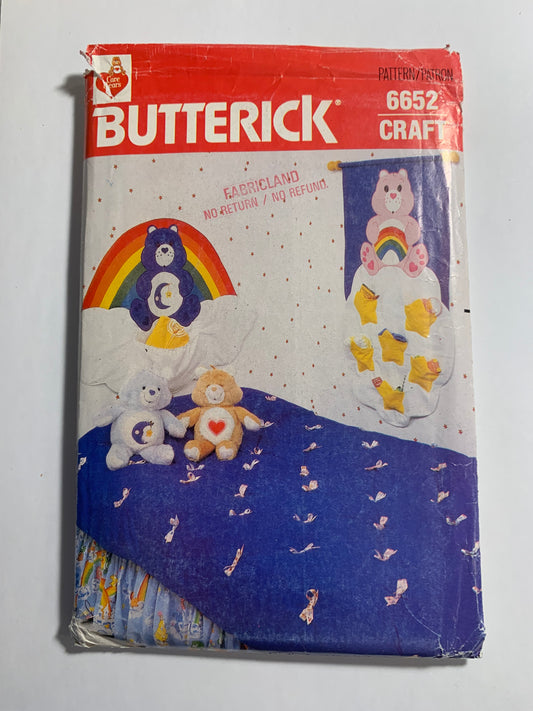 Care
Bears
PATTERN/PATRON
BUTTERICK®
6652
CRAFT
FABRICLAND
NO RETURN / NO REFUND.